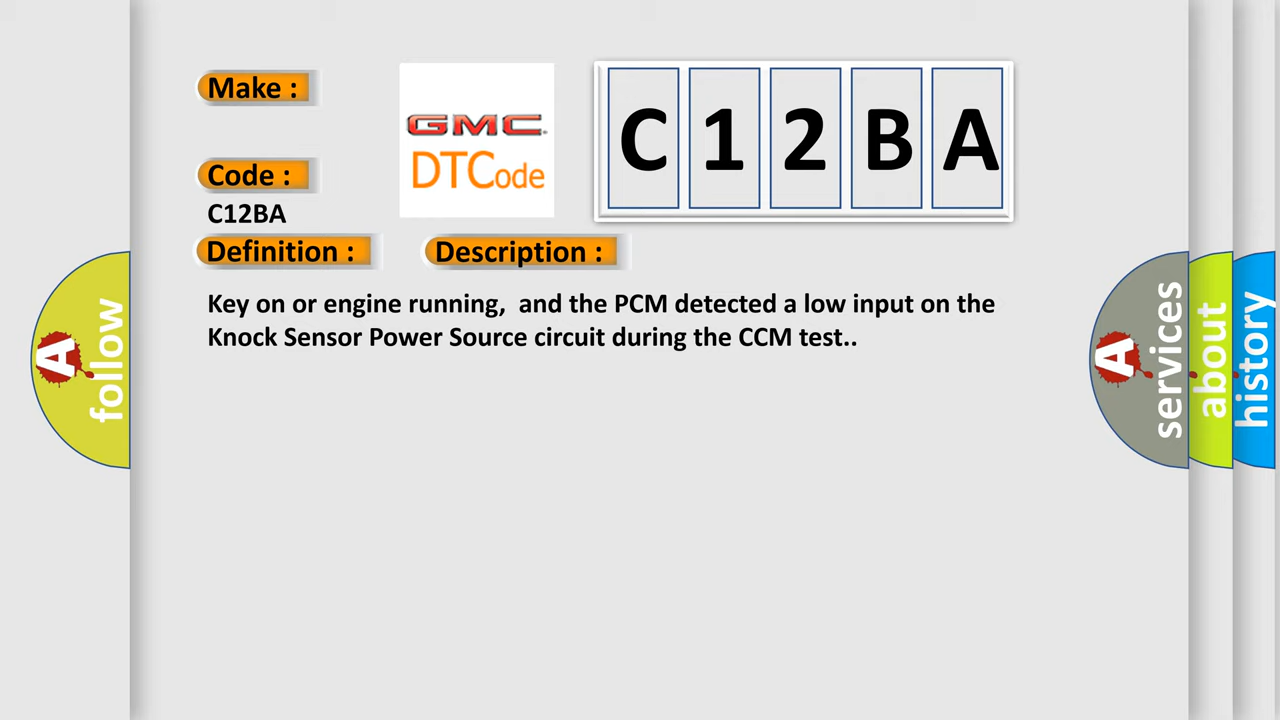 Make :
GMC
DTCode
C 1 2 B A
Code :
C12BA
Definition :
Description :
Key on or engine running,  and the PCM detected a low input on the
Knock Sensor Power Source circuit during the CCM test..
A follow
A services
about
history